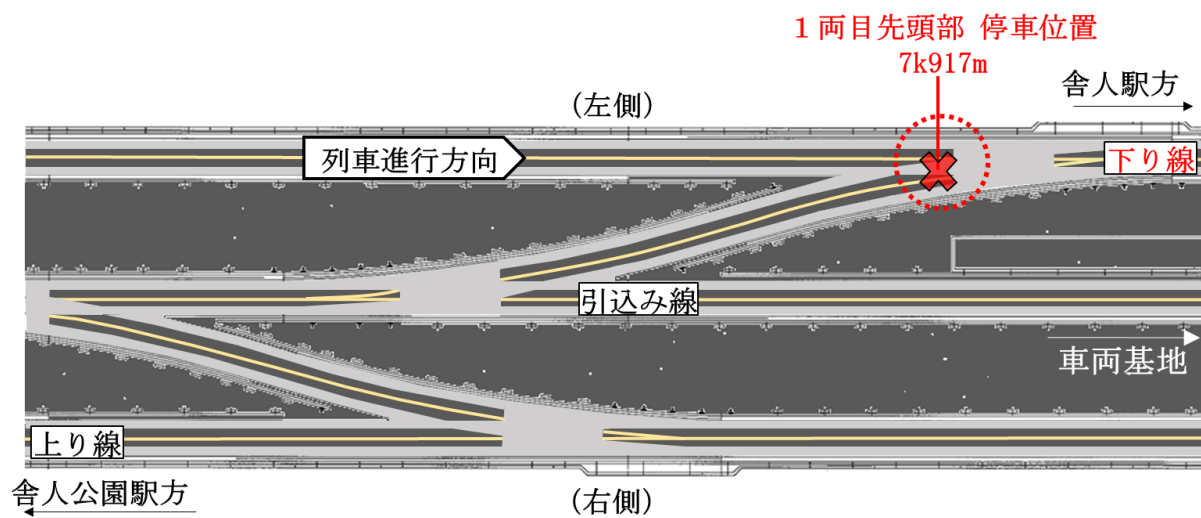 1両目先頭部 停車位置
7k917m
舎人駅方
(左側)
列車進行方向
下り線
引込み線
車両基地
上り線
舎人公園駅方
(右側)